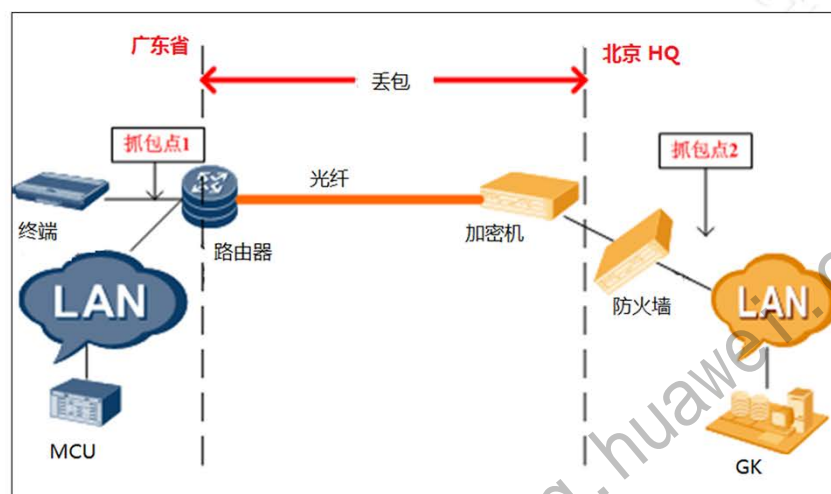 广东省
北京 HQ
丢包
抓包点1
抓包点2
光纤
终端
路由器
加密机
防火墙
LAN
LAN
MCU
GK
huawei.c